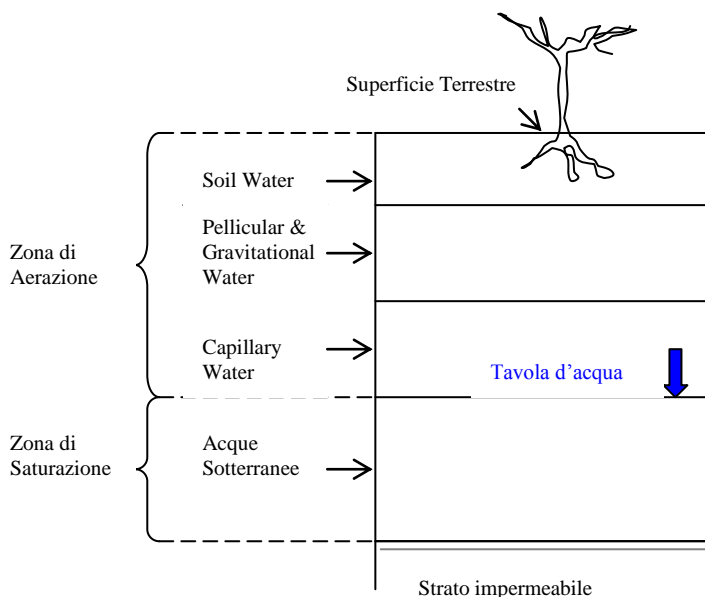 Superficie Terrestre
Soil Water
Pellicular &
Gravitational
Water
Zona di
Aerazione
Capillary
Water
Tavola d'acqua
Zona di
Saturazione
Acque
Sotterranee
Strato impermeabile